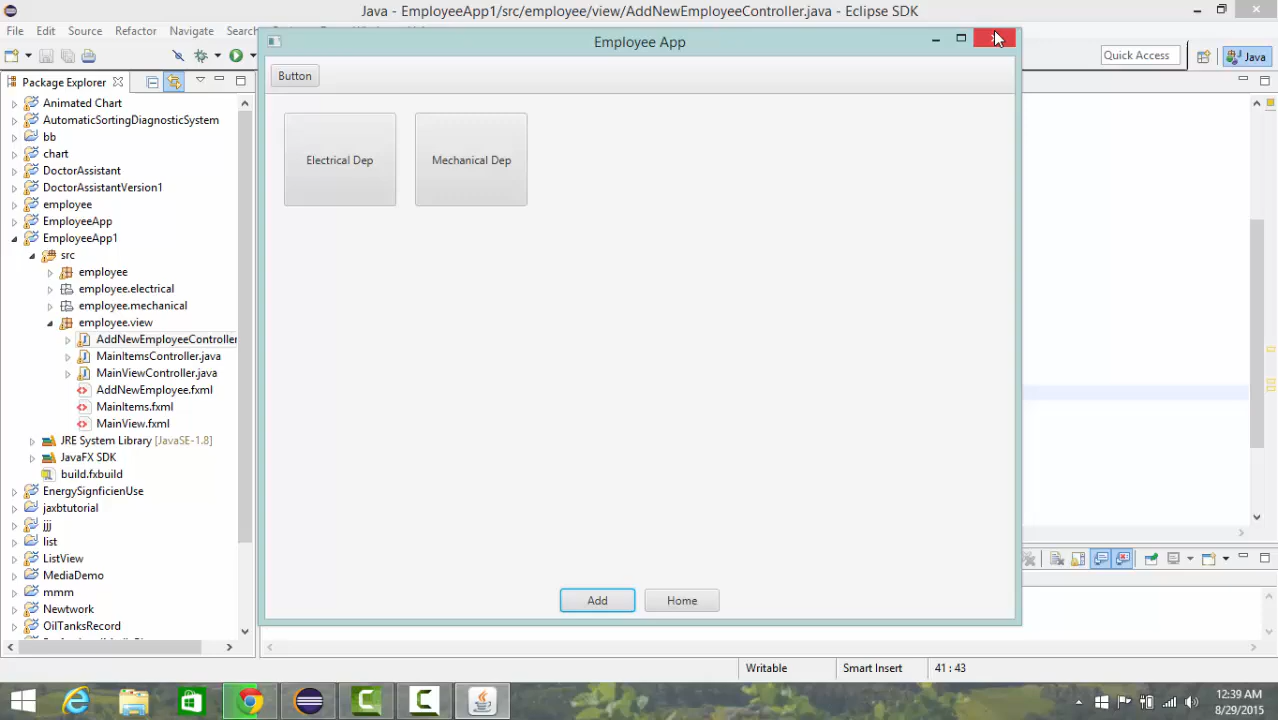 Java - EmployeeApp1/src/employee/view/AddNewEmployeeController.java - Eclipse SDK
File Edit Source Refactor Navigate Search
Employee App
Quick Access
Java
Package Explorer
Button
Animated Chart
AutomaticSortingDiagnosticSystem
bb
chart
DoctorAssistant
DoctorAssistantVersion1
employee
EmployeeApp
EmployeeApp1
src
employee
employee.electrical
employee.mechanical
employee.view
AddNewEmployeeController
MainItemsController.java
MainViewController.java
AddNewEmployee.fxml
MainItems.fxml
MainView.fxml
JRE System Library [JavaSE-1.8]
JavaFX SDK
build.fxbuild
EnergySignficienUse
jaxbtutorial
jjj
list
ListView
MediaDemo
mmm
Newtwork
OilTanksRecord
Electrical Dep
Mechanical Dep
Add
Home
Writable
Smart Insert
41 : 43
12:39 AM
8/29/2015